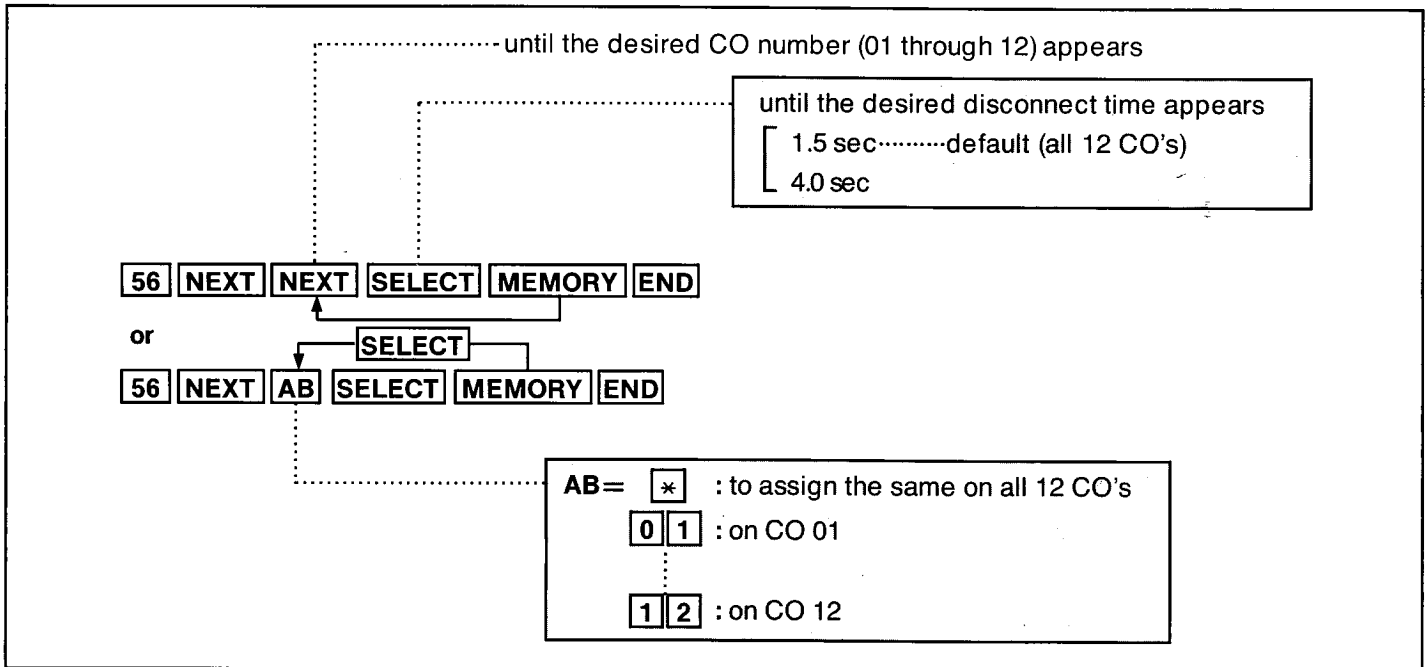 until the desired CO number (01 through 12) appears
until the desired disconnect time appears
1.5 sec··········default (all 12 CO's)
4.0 sec
56 NEXT NEXT SELECT MEMORY END
or
SELECT
56 NEXT AB SELECT MEMORY END
AB= * : to assign the same on all 12 CO's
0 1 : on CO 01
1 2 : on CO 12